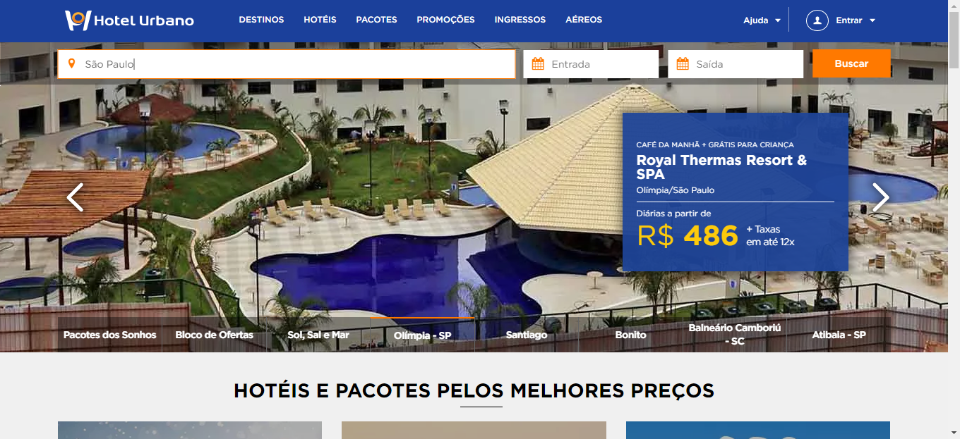 Hotel Urbano
DESTINOS HOTÉIS PACOTES PROMOÇÕES INGRESSOS AÉREOS
Ajuda Entrar
São Paulo Entrada Saída Buscar
CAFÉ DA MANHÃ + GRÁTIS PARA CRIANÇA
Royal Thermas Resort &
SPA
Olímpia/São Paulo
Diárias a partir de
R$ 486 + Taxas
em até 12x
Pacotes dos Sonhos Bloco de Ofertas Sol, Sal e Mar Olímpia - SP Santiago Bonito Balneário Camboriú
- SC Atibaia - SP
HOTÉIS E PACOTES PELOS MELHORES PREÇOS